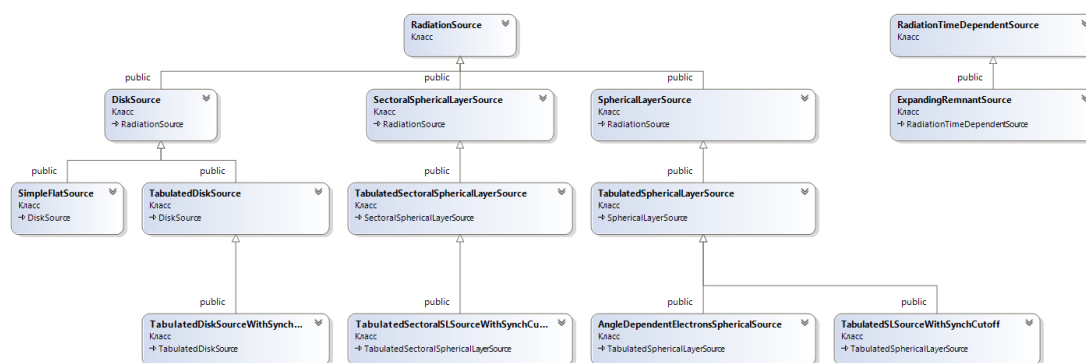 RadiationSource
Класс
RadiationTimeDependentSource
Класс
public
public
public
public
DiskSource
Класс
RadiationSource
SectoralSphericalLayerSource
Класс
RadiationSource
SphericalLayerSource
Класс
RadiationSource
ExpandingRemnantSource
Класс
RadiationTimeDependentSource
public
public
public
public
SimpleFlatSource
Класс
DiskSource
TabulatedDiskSource
Класс
DiskSource
TabulatedSectoralSphericalLayerSource
Класс
SectoralSphericalLayerSource
TabulatedSphericalLayerSource
Класс
SphericalLayerSource
public
public
public
public
TabulatedDiskSourceWithSynch...
Класс
TabulatedDiskSource
TabulatedSectoralSLSourceWithSynchCu...
Класс
TabulatedSectoralSphericalLayerSource
AngleDependentElectronsSphericalSource
Класс
TabulatedSphericalLayerSource
TabulatedSLSourceWithSynchCutoff
Класс
TabulatedSphericalLayerSource